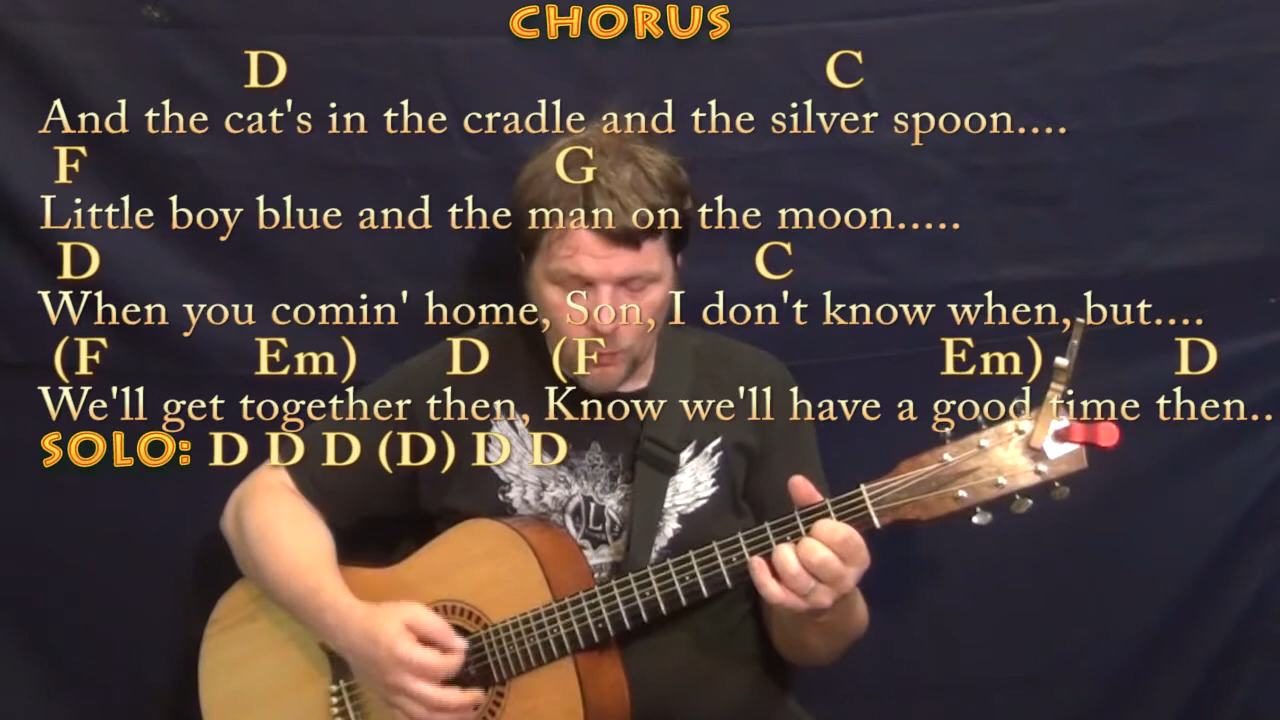 CHORUS
D C
And the cat's in the cradle and the silver spoon....
F G
Little boy blue and the man on the moon.....
D C
When you comin' home, Son, I don't know when, but....
(F Em) D (F Em) D
We'll get together then, Know we'll have a good time then..
SOLO: D D D (D) D D